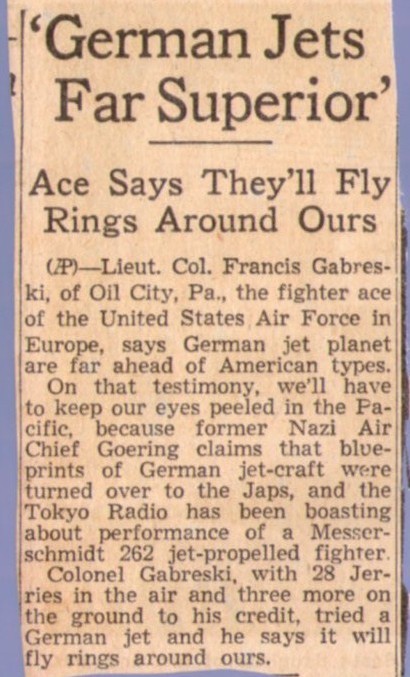 'German Jets
Far Superior'
Ace Says They'll Fly
Rings Around Ours
(AP)—Lieut. Col. Francis Gabres-
ki, of Oil City, Pa., the fighter ace
of the United States Air Force in
Europe, says German jet planet
are far ahead of American types.
On that testimony, we'll have
to keep our eyes peeled in the Pa-
cific, because former Nazi Air
Chief Goering claims that blue-
prints of German jet-craft were
turned over to the Japs, and the
Tokyo Radio has been boasting
about performance of a Messer-
schmidt 262 jet-propelled fighter.
Colonel Gabreski, with 28 Jer-
ries in the air and three more on
the ground to his credit, tried a
German jet and he says it will
fly rings around ours.